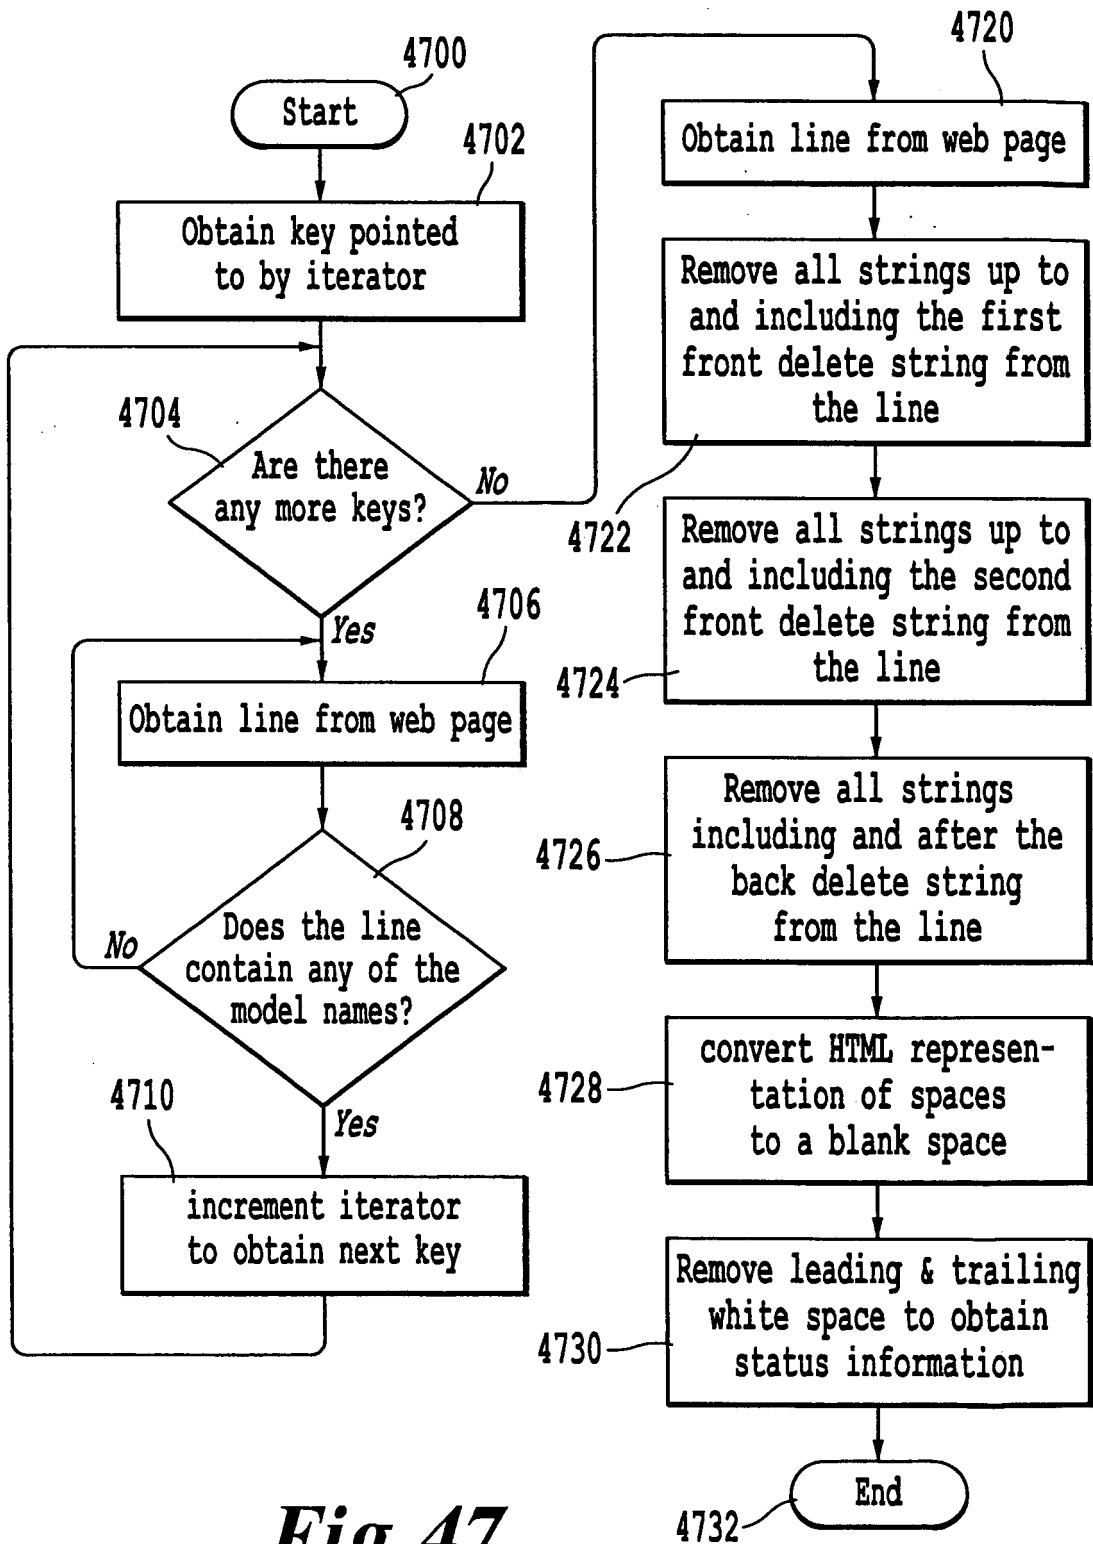 4700
Start
4702
Obtain key pointed
to by iterator
4704
Are there
any more keys?
No
Yes
4706
Obtain line from web page
4708
Does the line
contain any of the
model names?
No
Yes
4710
increment iterator
to obtain next key
4720
Obtain line from web page
Remove all strings up to
and including the first
front delete string from
the line
4722
Remove all strings up to
and including the second
front delete string from
the line
4724
Remove all strings
including and after the
back delete string
from the line
4726
convert HTML represen-
tation of spaces
to a blank space
4728
Remove leading & trailing
white space to obtain
status information
4730
End
4732
Fig. 47